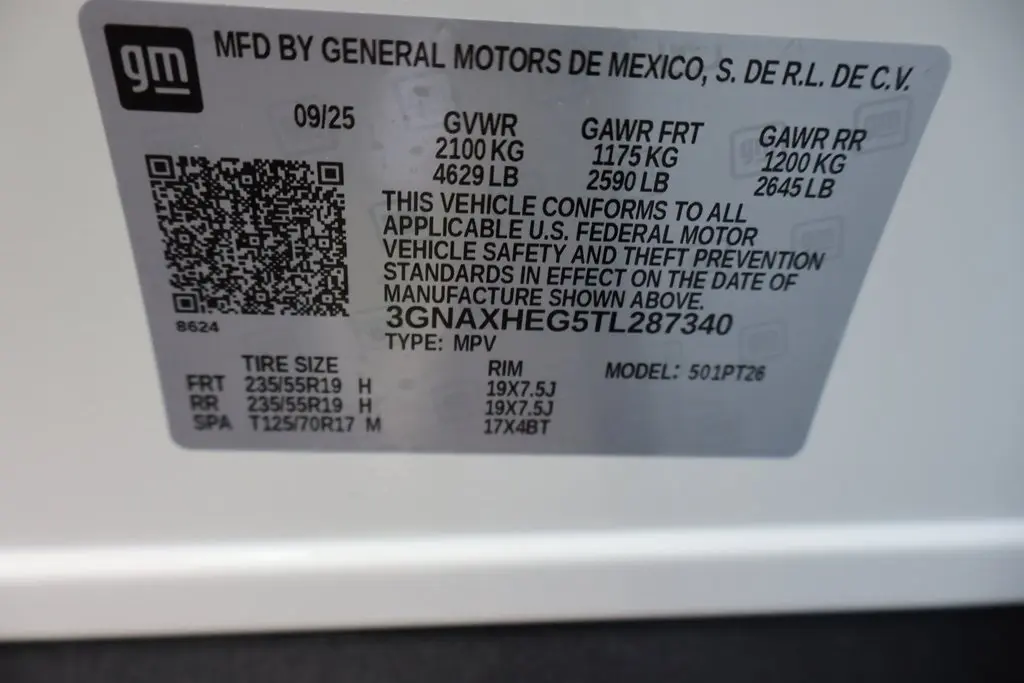 gm
MFD BY GENERAL MOTORS DE MEXICO, S. DE R.L. DE C.V.
09/25 GVWR GAWR FRT GAWR RR
2100 KG 1175 KG 1200 KG
4629 LB 2590 LB 2645 LB
THIS VEHICLE CONFORMS TO ALL
APPLICABLE U.S. FEDERAL MOTOR
VEHICLE SAFETY AND THEFT PREVENTION
STANDARDS IN EFFECT ON THE DATE OF
MANUFACTURE SHOWN ABOVE.
8624
3GNAXHEG5TL287340
TYPE: MPV
TIRE SIZE RIM MODEL: 501PT26
FRT 235/55R19 H 19X7.5J
RR 235/55R19 H 19X7.5J
SPA T125/70R17 M 17X4BT